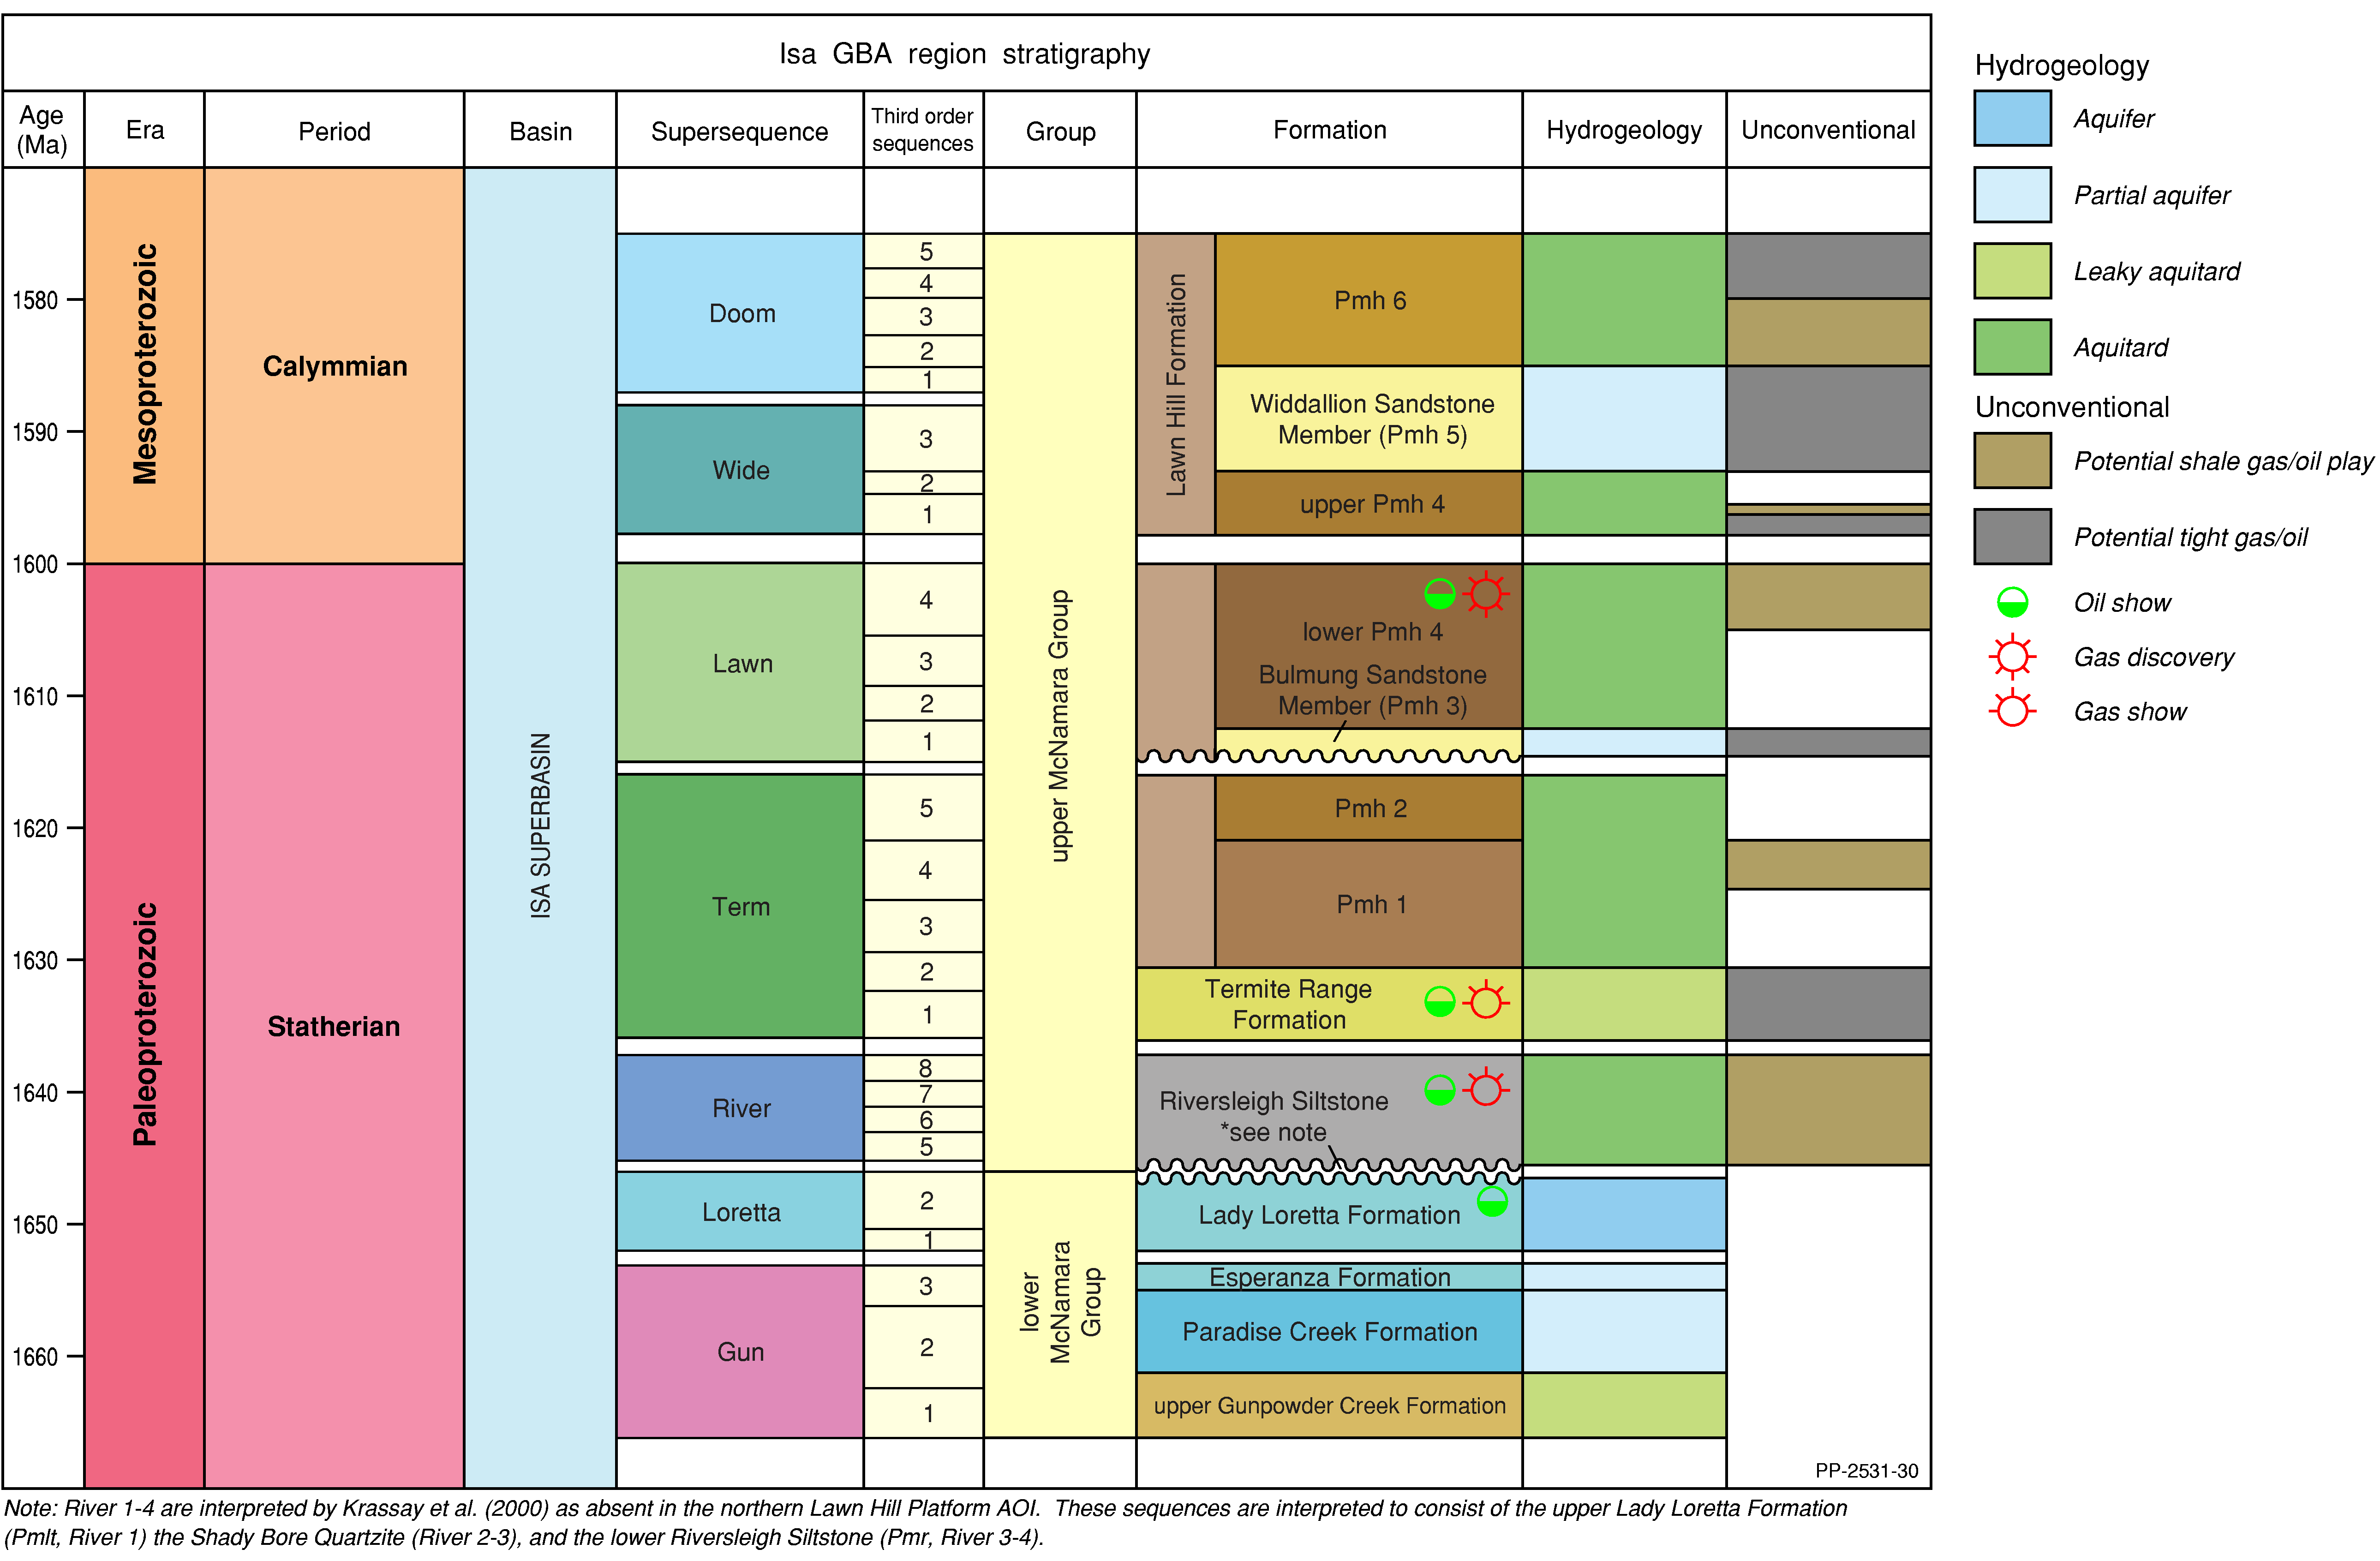 Isa GBA region stratigraphy
Age
(Ma)
Era
Period
Basin
Supersequence
Third order
sequences
Group
Formation
Hydrogeology
Unconventional
1580
1590
1600
1610
1620
1630
1640
1650
1660
Mesoproterozoic
Paleoproterozoic
Calymmian
Statherian
ISA SUPERBASIN
Doom
Wide
Lawn
Term
River
Loretta
Gun
5
4
3
2
1
3
2
1
4
3
2
1
5
4
3
2
1
8
7
6
5
2
1
3
2
1
upper McNamara Group
lower
McNamara
Group
Lawn Hill Formation
Pmh 6
Widdallion Sandstone
Member (Pmh 5)
upper Pmh 4
lower Pmh 4
Bulmung Sandstone
Member (Pmh 3)
Pmh 2
Pmh 1
Termite Range
Formation
Riversleigh Siltstone
*see note
Lady Loretta Formation
Esperanza Formation
Paradise Creek Formation
upper Gunpowder Creek Formation
PP-2531-30
Hydrogeology
Aquifer
Partial aquifer
Leaky aquitard
Aquitard
Unconventional
Potential shale gas/oil play
Potential tight gas/oil
Oil show
Gas discovery
Gas show
Note: River 1-4 are interpreted by Krassay et al. (2000) as absent in the northern Lawn Hill Platform AOI. These sequences are interpreted to consist of the upper Lady Loretta Formation
(Pmlt, River 1) the Shady Bore Quartzite (River 2-3), and the lower Riversleigh Siltstone (Pmr, River 3-4).